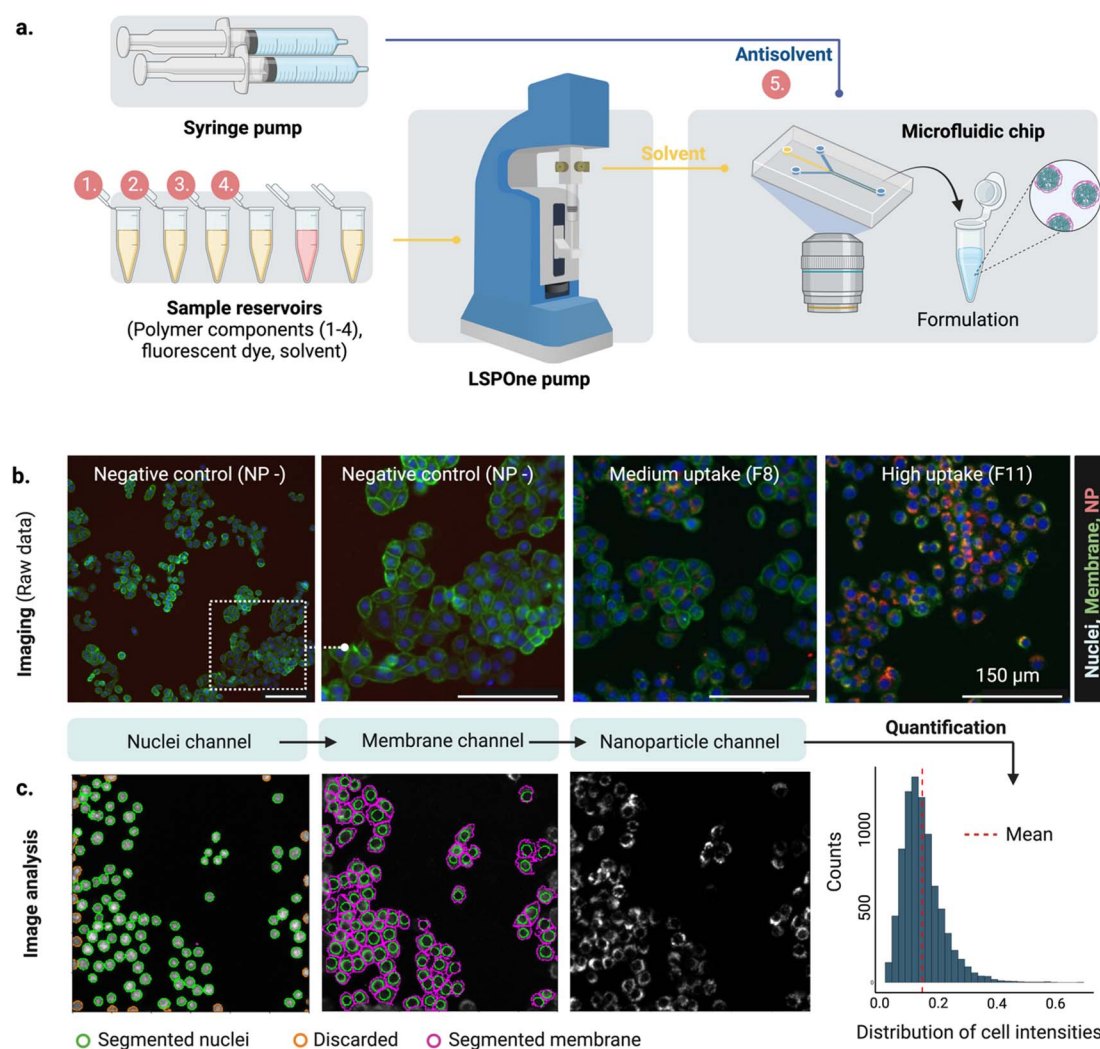 a.
Syringe pump
1. 2. 3. 4.
Sample reservoirs
(Polymer components (1-4),
fluorescent dye, solvent)
LSPOne pump
Solvent
Antisolvent
5.
Microfluidic chip
Formulation
b.
Imaging (Raw data)
Negative control (NP -)
Negative control (NP -)
Medium uptake (F8)
High uptake (F11)
150 µm
Nuclei, Membrane, NP
Nuclei channel
Membrane channel
Nanoparticle channel
Quantification
c.
Image analysis
Segmented nuclei
Discarded
Segmented membrane
Counts
1000
500
0
Mean
0.0 0.2 0.4 0.6
Distribution of cell intensities